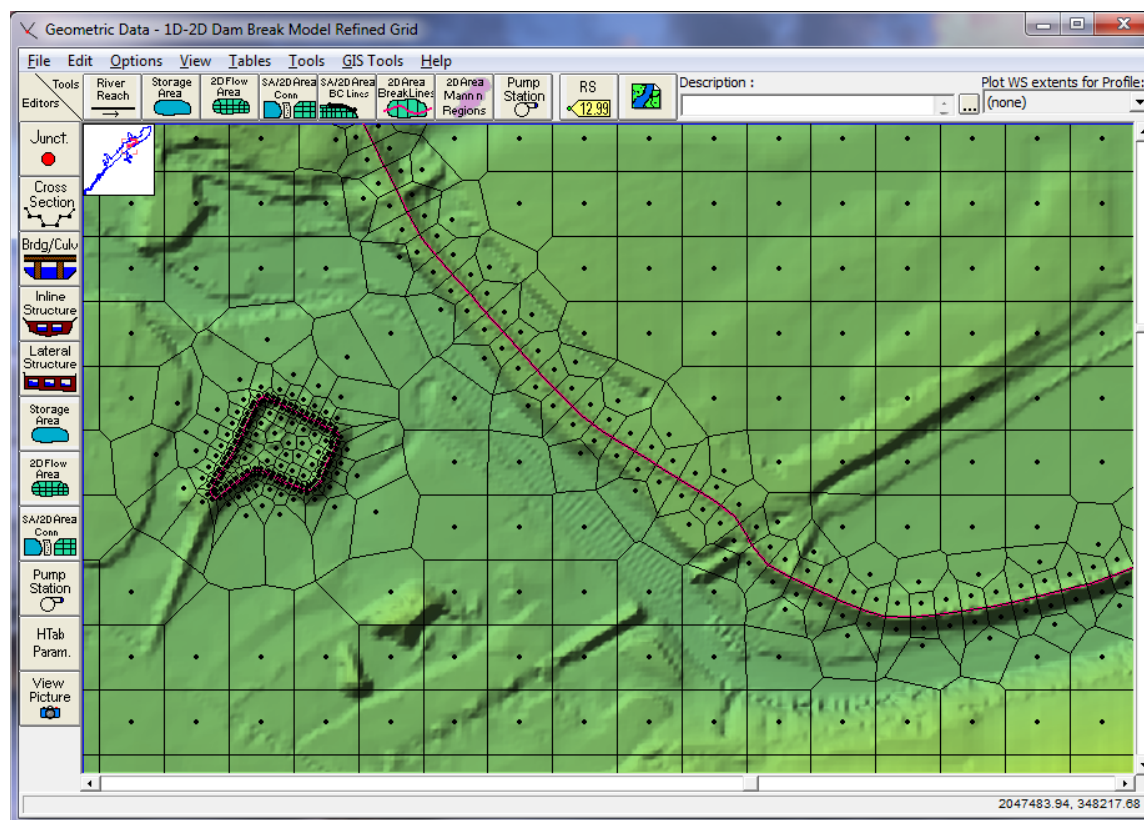 Geometric Data - 1D-2D Dam Break Model Refined Grid
File Edit Options View Tables Tools GIS Tools Help
Tools
Editors
River
Reach
Storage
Area
2D Flow
Area
SA/2D Area
Conn
SA/2D Area
BC Lines
2D Area
BreakLines
2D Area
Mann n
Regions
Pump
Station
RS
12.99
Description :
...
Plot WS extents for Profile:
(none)
Junct.
Cross
Section
Brdg/Culv
Inline
Structure
Lateral
Structure
Storage
Area
2D Flow
Area
SA/2D Area
Conn
Pump
Station
HTab
Param.
View
Picture
2047483.94, 348217.68